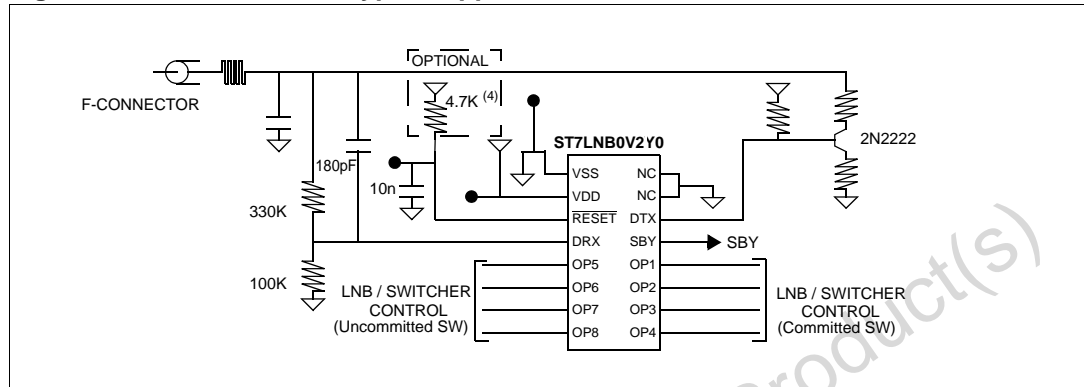 OPTIONAL
F-CONNECTOR
4.7K (4)
2N2222
ST7LNB0V2Y0
180pF
10n
VSS
NC
VDD
NC
RESET
DTX
330K
DRX
SBY
SBY
100K
OP5
OP1
OP6
OP2
OP7
OP3
OP8
OP4
LNB / SWITCHER
CONTROL
(Uncommitted SW)
LNB / SWITCHER
CONTROL
(Committed SW)